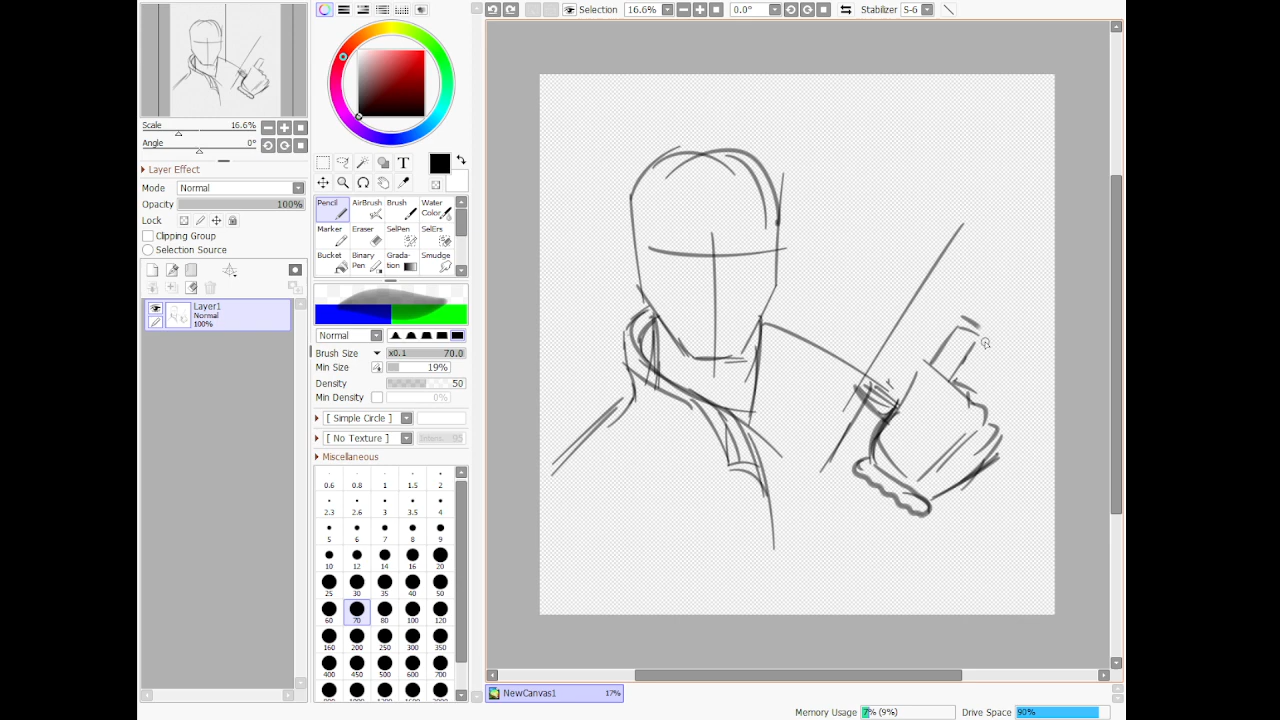 Selection 16.6% 0.0° Stabilizer S-6
Scale 16.6%
Angle 0°
Layer Effect
Mode Normal
Opacity 100%
Lock
Clipping Group
Selection Source
Layer1
Normal
100%
T
Pencil AirBrush Brush Water Color
Marker Eraser SelPen SelErs
Bucket Binary Pen Grada-tion Smudge
Normal
Brush Size x0.1 70.0
Min Size 19%
Density 50
Min Density 0%
[ Simple Circle ]
[ No Texture ] 95
Miscellaneous
0.6 0.8 1 1.5 2
2.3 2.6 3 3.5 4
5 6 7 8 9
10 12 14 16 20
25 30 35 40 50
60 70 80 100 120
160 200 250 300 350
400 450 500 600 700
NewCanvas1 17%
Memory Usage 7% (9%) Drive Space 90%